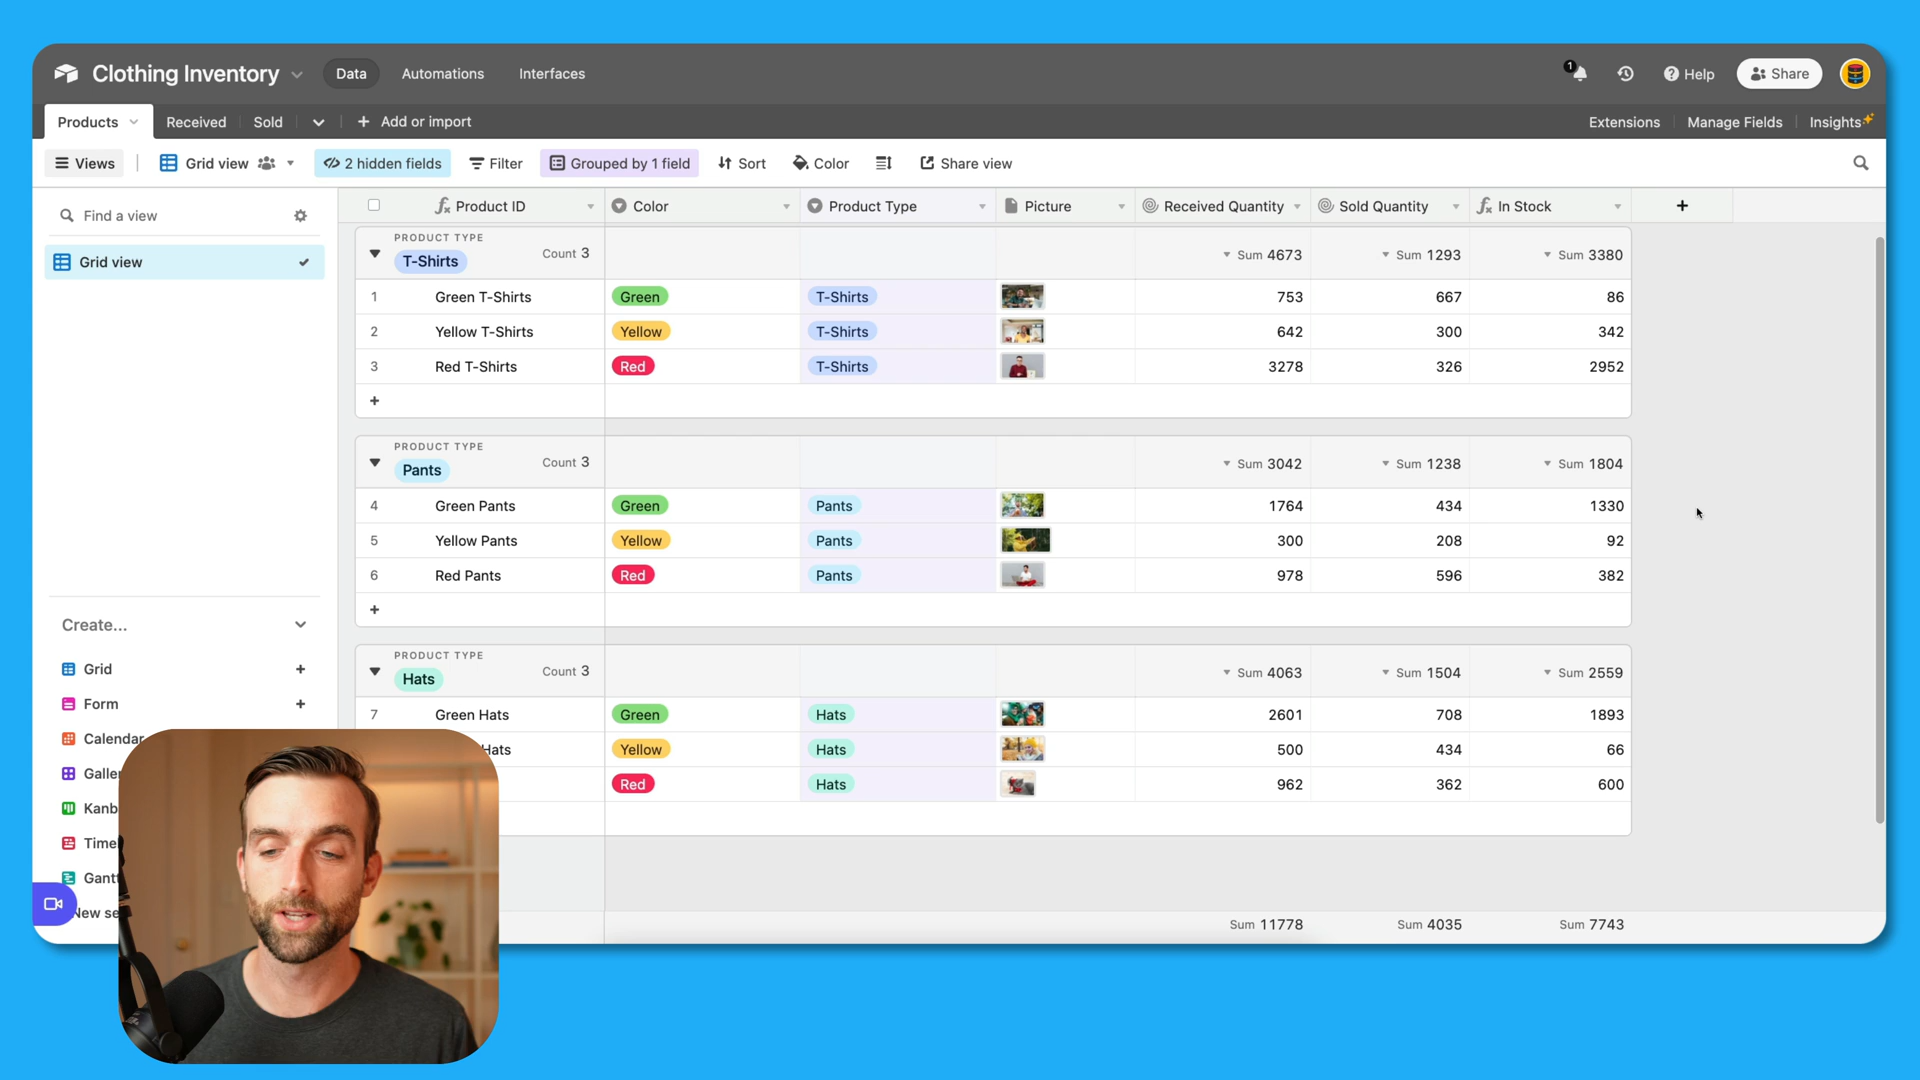 Clothing Inventory Data Automations Interfaces 1 Help Share
Products Received Sold Add or import Extensions Manage Fields Insights
Views Grid view 2 hidden fields Filter Grouped by 1 field Sort Color Share view
Find a view
Grid view
Create...
Grid
Form
Calendar
Galle
Kanb
Time
Gantt
New se
Product ID Color Product Type Picture Received Quantity Sold Quantity In Stock
PRODUCT TYPE
T-Shirts Count 3 Sum 4673 Sum 1293 Sum 3380
1 Green T-Shirts Green T-Shirts 753 667 86
2 Yellow T-Shirts Yellow T-Shirts 642 300 342
3 Red T-Shirts Red T-Shirts 3278 326 2952
PRODUCT TYPE
Pants Count 3 Sum 3042 Sum 1238 Sum 1804
4 Green Pants Green Pants 1764 434 1330
5 Yellow Pants Yellow Pants 300 208 92
6 Red Pants Red Pants 978 596 382
PRODUCT TYPE
Hats Count 3 Sum 4063 Sum 1504 Sum 2559
7 Green Hats Green Hats 2601 708 1893
Hats Yellow Hats 500 434 66
Red Hats 962 362 600
Sum 11778 Sum 4035 Sum 7743